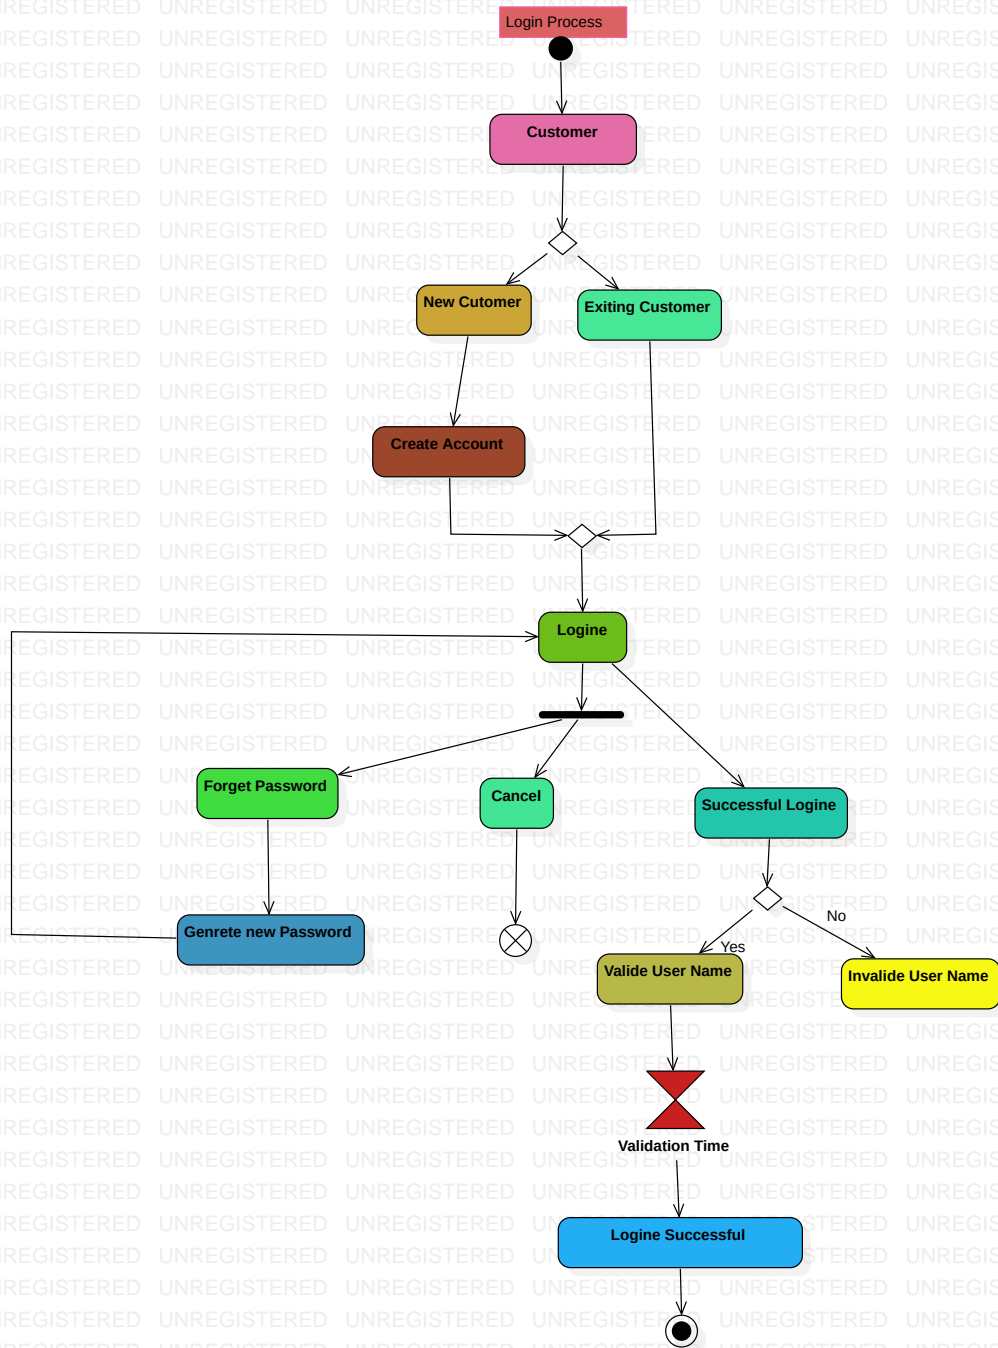 Login Process
Customer
New Cutomer
Exiting Customer
Create Account
Logine
Forget Password
Cancel
Successful Logine
Genrete new Password
No
Yes
Valide User Name
Invalide User Name
Validation Time
Logine Successful
UNREGISTERED